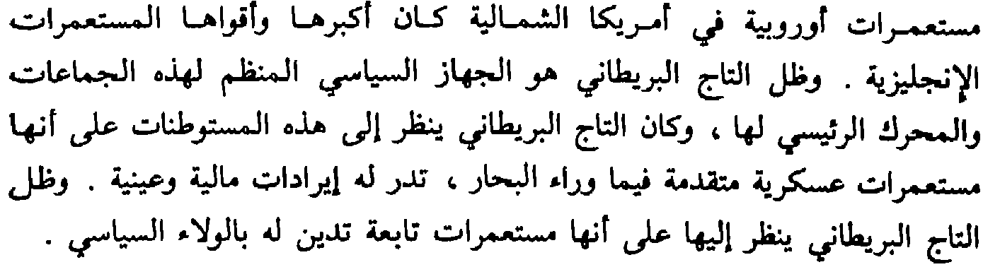 مستعمرات أوروبية في أمريكا الشمالية كان أكبرها وأقواها المستعمرات
الإنجليزية . وظل التاج البريطاني هو الجهاز السياسي المنظم لهذه الجماعات
والمحرك الرئيسي لها ، وكان التاج البريطاني ينظر إلى هذه المستوطنات على أنها
مستعمرات عسكرية متقدمة فيما وراء البحار ، تدر له إيرادات مالية وعينية . وظل
التاج البريطاني ينظر إليها على أنها مستعمرات تابعة تدين له بالولاء السياسي .